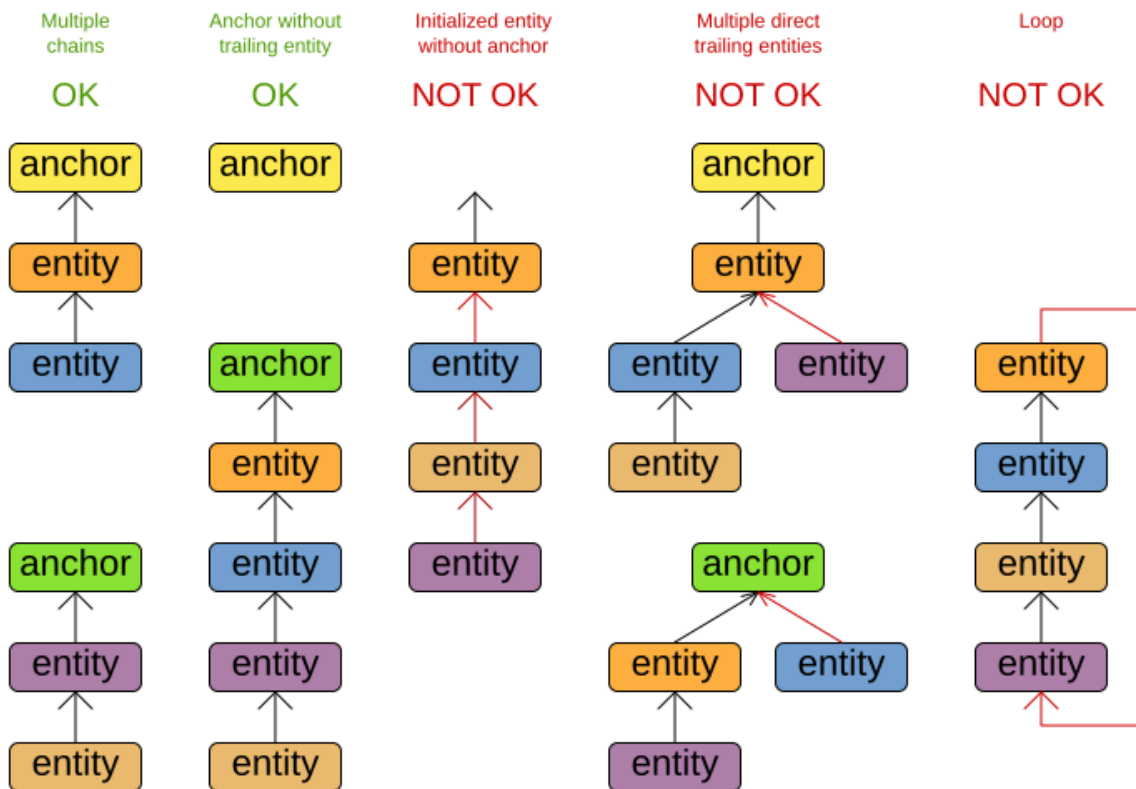 Multiple
chains
OK
anchor
entity
entity
anchor
entity
entity
Anchor without
trailing entity
OK
anchor
anchor
entity
entity
entity
entity
Initialized entity
without anchor
NOT OK
entity
entity
entity
entity
Multiple direct
trailing entities
NOT OK
anchor
entity
entity
entity
entity
anchor
entity
entity
entity
Loop
NOT OK
entity
entity
entity
entity